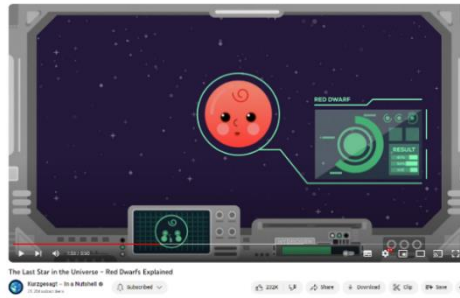 RED DWARF
RESULT
The Last Star in the Universe – Red Dwarfs Explained
Kurzgesagt – In a Nutshell
Subscribed
202K
Share
Download
Clip
Save